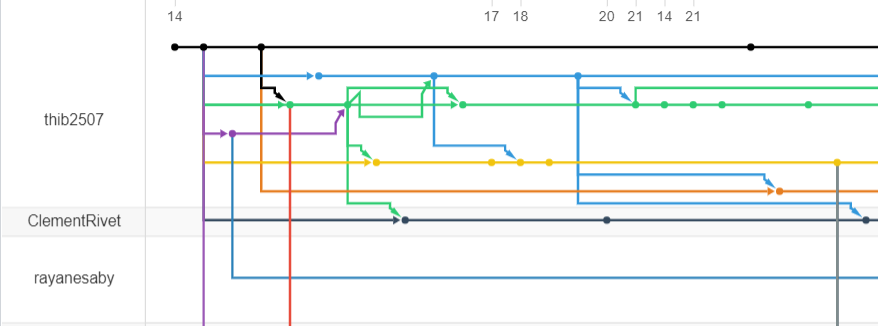 14 17 18 20 21 14 21
thib2507
ClementRivet
rayanesaby